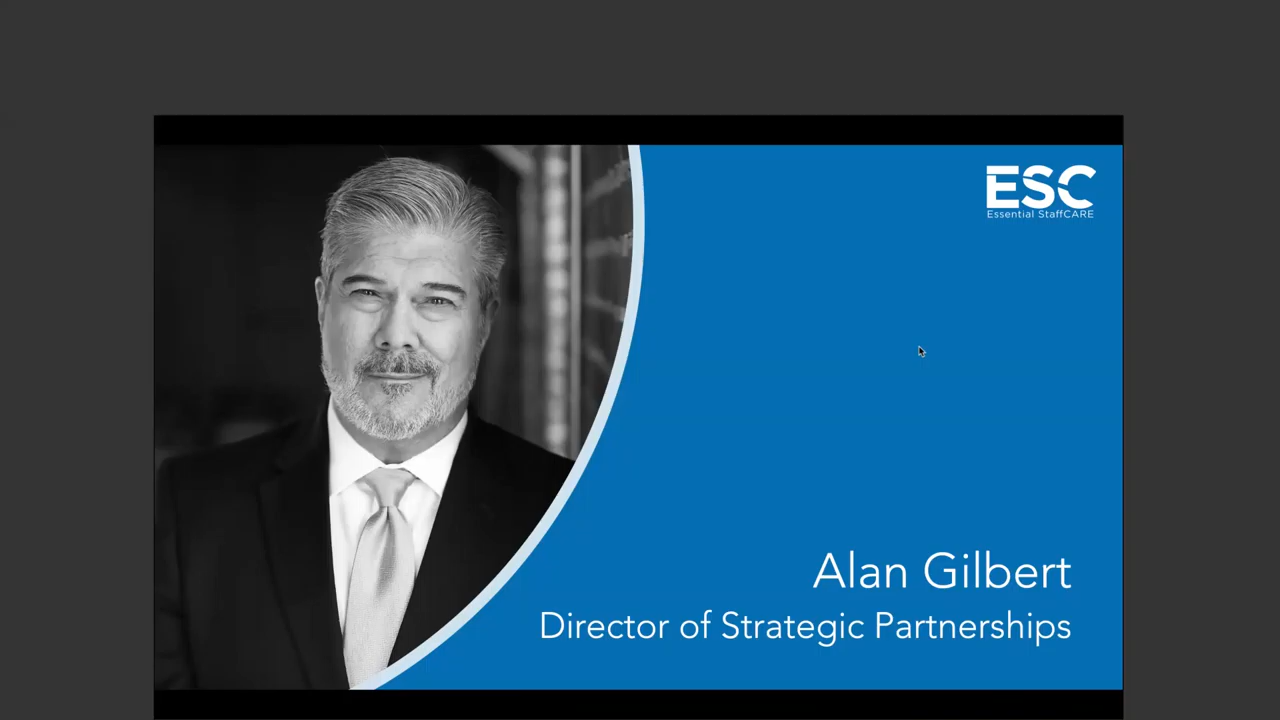 ESC
Essential StaffCARE
Alan Gilbert
Director of Strategic Partnerships